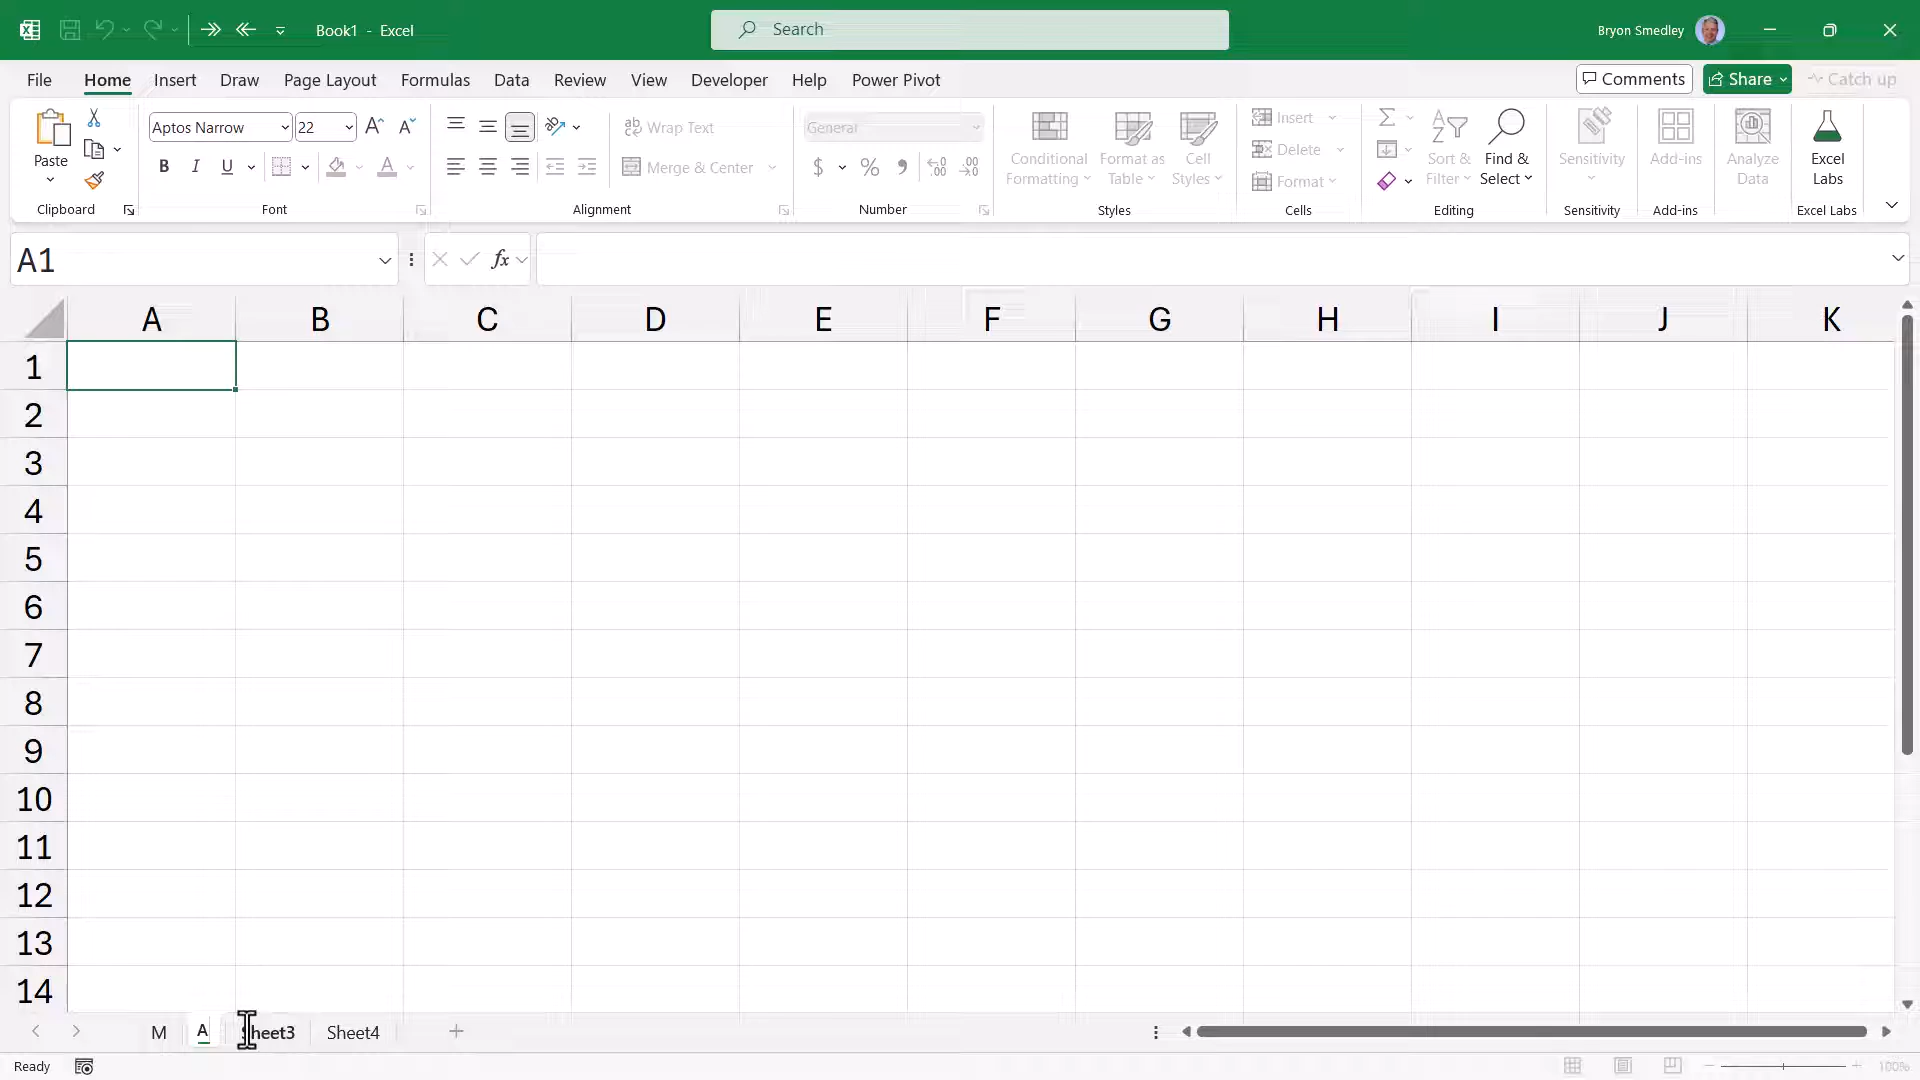 Book1 - Excel
Search
Bryon Smedley
File Home Insert Draw Page Layout Formulas Data Review View Developer Help Power Pivot
Comments Share Catch up
Paste
Clipboard
Aptos Narrow 22
B I U
Font
Wrap Text
Merge & Center
Alignment
General
$ %
Number
Conditional Formatting
Format as Table
Cell Styles
Styles
Insert
Delete
Format
Cells
Sort & Filter
Find & Select
Editing
Sensitivity
Sensitivity
Add-ins
Add-ins
Analyze Data
Excel Labs
Excel Labs
A1
fx
A B C D E F G H I J K
1
2
3
4
5
6
7
8
9
10
11
12
13
14
M A Sheet3 Sheet4
Ready
100%